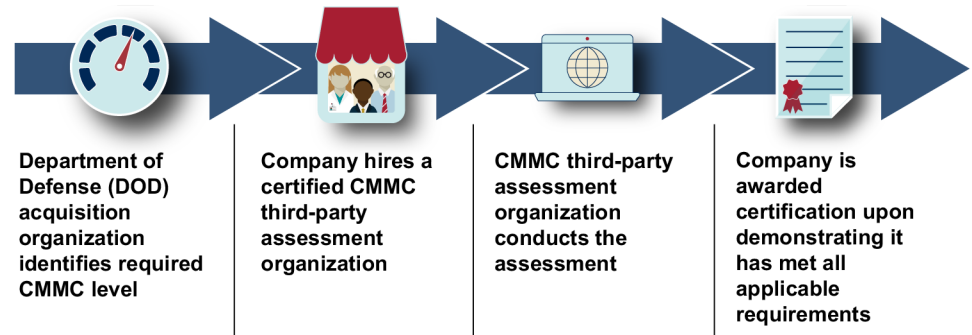 Department of
Defense (DOD)
acquisition
organization
identifies required
CMMC level
Company hires a
certified CMMC
third-party
assessment
organization
CMMC third-party
assessment
organization
conducts the
assessment
Company is
awarded
certification upon
demonstrating it
has met all
applicable
requirements